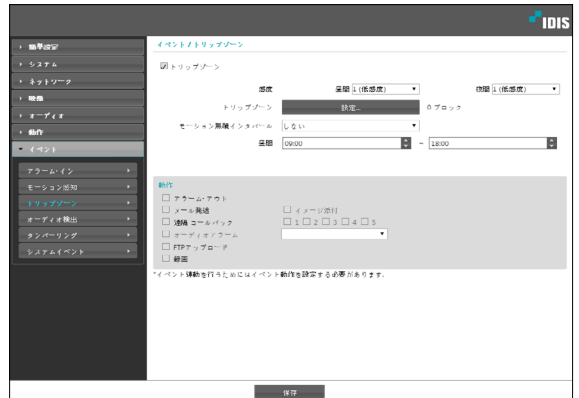 IDIS
簡単設定
システム
ネットワーク
映像
オーディオ
動作
イベント
アラーム・イン
モーション感知
トリップゾーン
オーディオ検出
タンパーリング
システムイベント
イベント / トリップゾーン
トリップゾーン
感度 昼間 1 (低感度) 夜間 1 (低感度)
トリップゾーン 設定... 0 ブロック
モーション無視インタバール しない
昼間 09:00 ~ 18:00
動作
アラーム・アウト
メール発送 イメージ添付
遠隔 コールバック 1 2 3 4 5
オーディオアラーム
FTPアップロード
録画
*イベント連動を行うためにはイベント動作を設定する必要があります.
保存